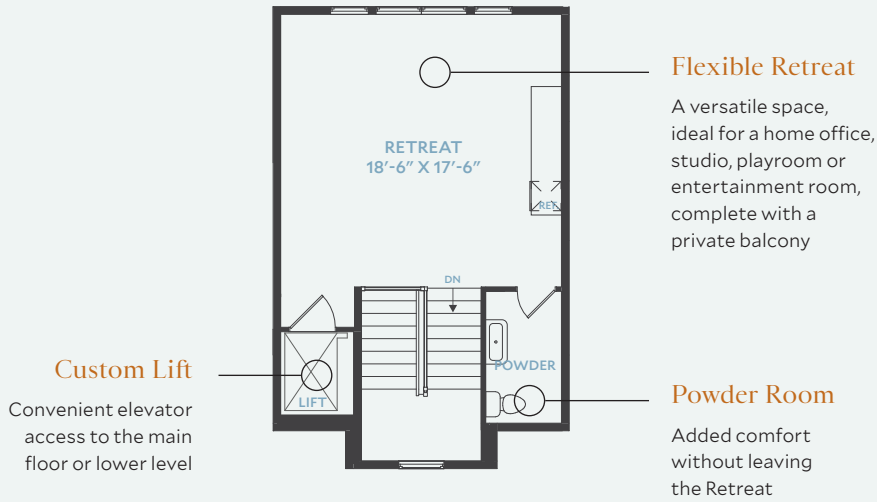 Flexible Retreat
A versatile space,
ideal for a home office,
studio, playroom or
entertainment room,
complete with a
private balcony
RETREAT
18'-6" X 17'-6"
REF
DN
POWDER
LIFT
Custom Lift
Convenient elevator
access to the main
floor or lower level
Powder Room
Added comfort
without leaving
the Retreat